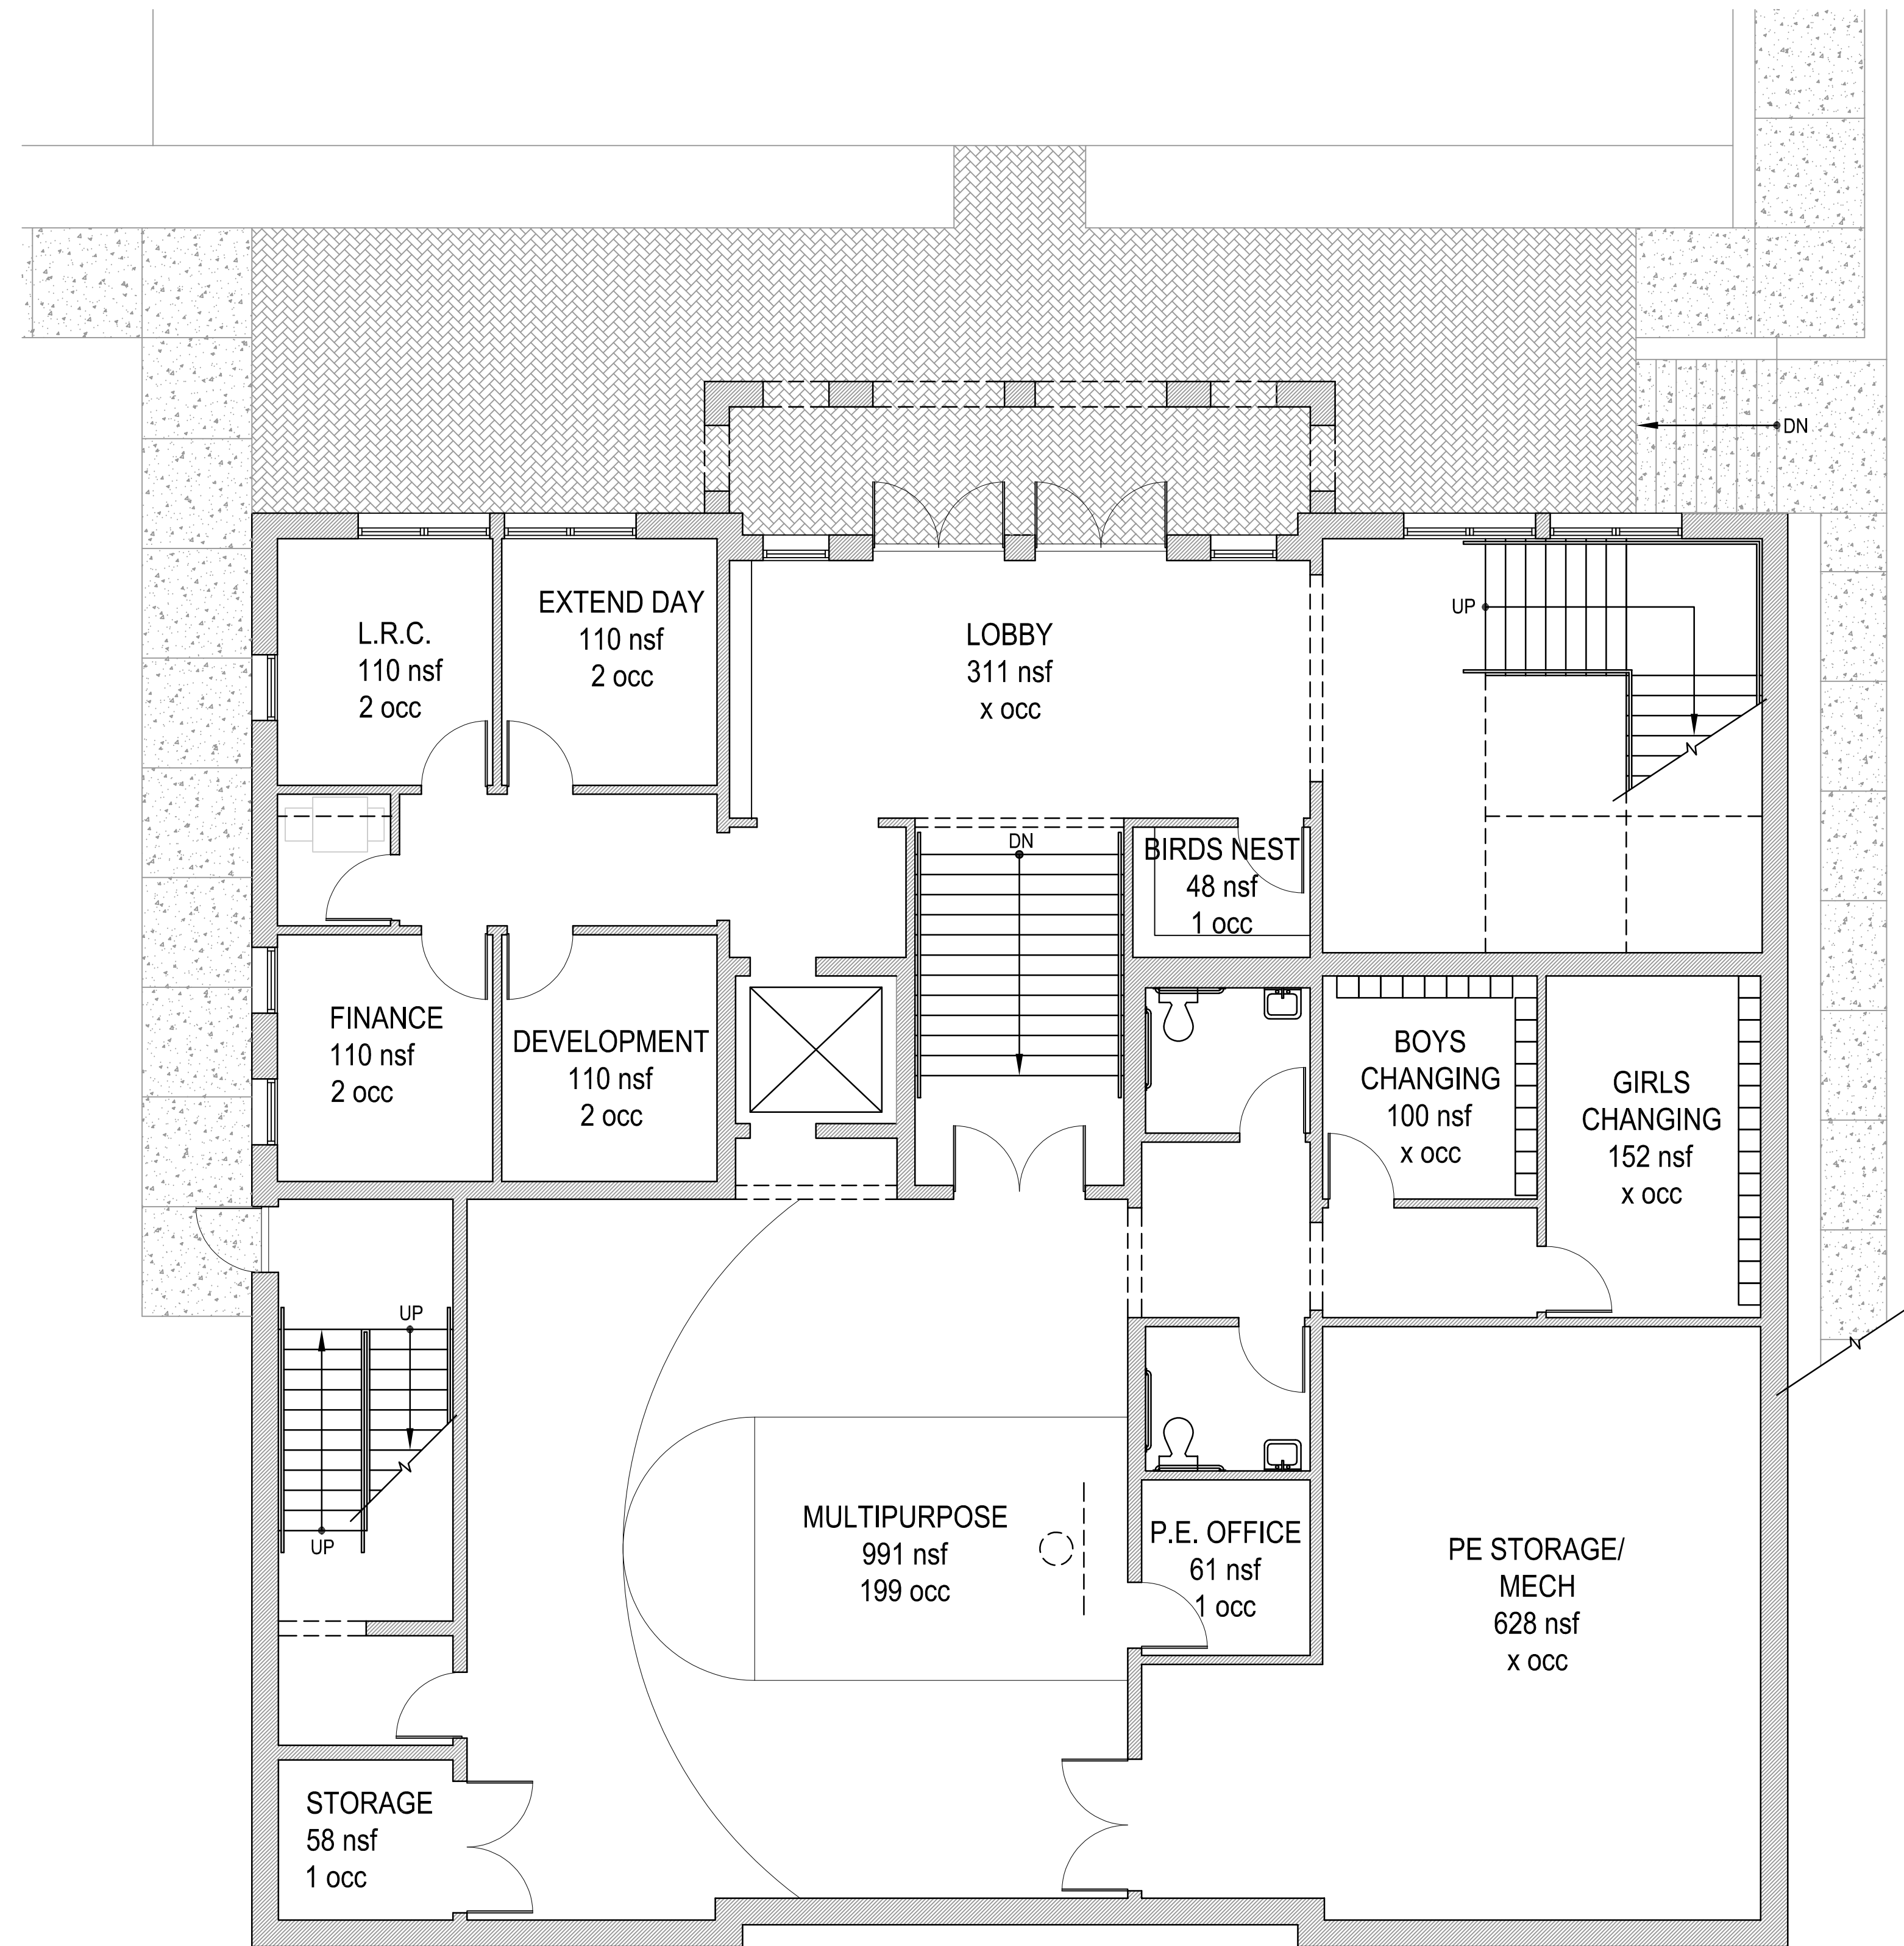 DN
L.R.C.
110 nsf
2 occ
EXTEND DAY
110 nsf
2 occ
LOBBY
311 nsf
x occ
UP
DN
BIRDS NEST
48 nsf
1 occ
FINANCE
110 nsf
2 occ
DEVELOPMENT
110 nsf
2 occ
BOYS
CHANGING
100 nsf
x occ
GIRLS
CHANGING
152 nsf
x occ
UP
UP
MULTIPURPOSE
991 nsf
199 occ
P.E. OFFICE
61 nsf
1 occ
PE STORAGE/
MECH
628 nsf
x occ
STORAGE
58 nsf
1 occ